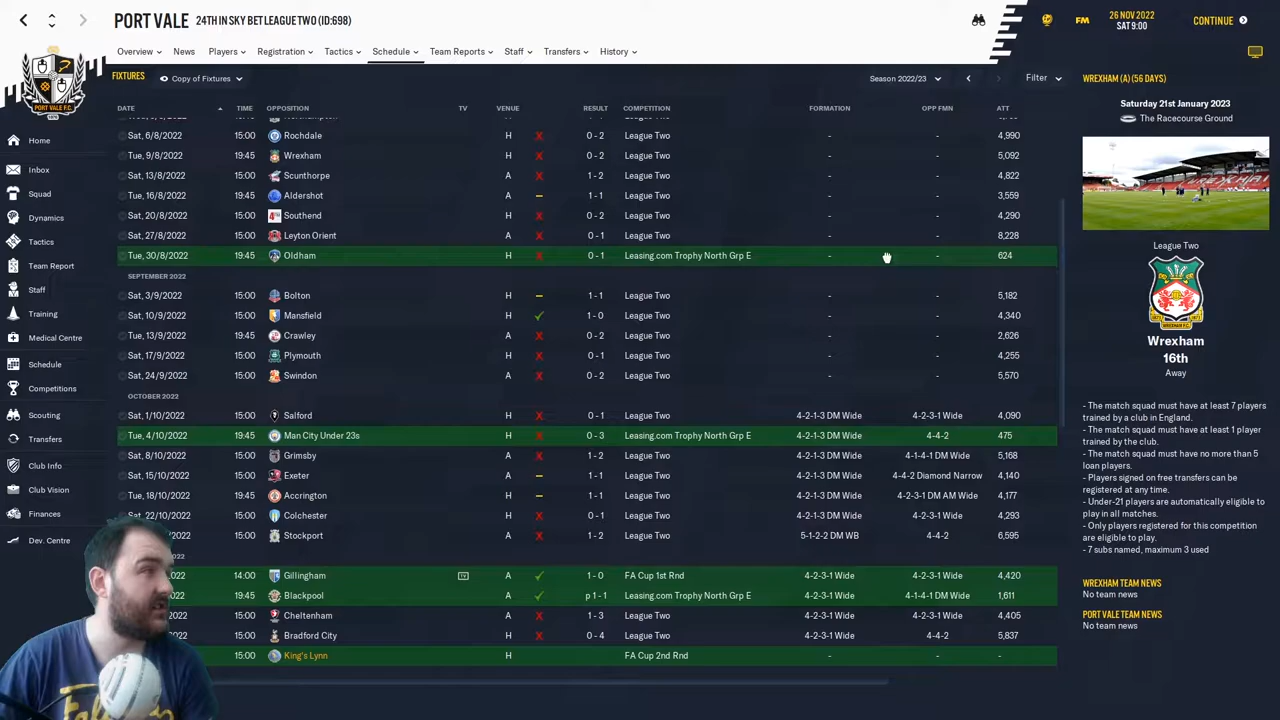 PORT VALE 24TH IN SKY BET LEAGUE TWO (ID:698)
FM 26 NOV 2022 SAT 9:00 CONTINUE
Overview News Players Registration Tactics Schedule Team Reports Staff Transfers History
PORT VALE F.C.
FIXTURES Copy of Fixtures Season 2022/23 Filter
DATE TIME OPPOSITION TV VENUE RESULT COMPETITION FORMATION OPP FMN ATT
Sat, 6/8/2022 15:00 Rochdale H 0 - 2 League Two - - 4,990
Tue, 9/8/2022 19:45 Wrexham H 0 - 2 League Two - - 5,092
Sat, 13/8/2022 15:00 Scunthorpe A 1 - 2 League Two - - 4,822
Tue, 16/8/2022 19:45 Aldershot A 1 - 1 League Two - - 3,559
Sat, 20/8/2022 15:00 Southend H 0 - 2 League Two - - 4,290
Sat, 27/8/2022 15:00 Leyton Orient A 0 - 1 League Two - - 8,228
Tue, 30/8/2022 19:45 Oldham H 0 - 1 Leasing.com Trophy North Grp E - - 624
SEPTEMBER 2022
Sat, 3/9/2022 15:00 Bolton H 1 - 1 League Two - - 5,182
Sat, 10/9/2022 15:00 Mansfield H 1 - 0 League Two - - 4,340
Tue, 13/9/2022 19:45 Crawley A 0 - 2 League Two - - 2,626
Sat, 17/9/2022 15:00 Plymouth H 0 - 1 League Two - - 4,255
Sat, 24/9/2022 15:00 Swindon A 0 - 2 League Two - - 5,570
OCTOBER 2022
Sat, 1/10/2022 15:00 Salford H 0 - 1 League Two 4-2-1-3 DM Wide 4-2-3-1 Wide 4,090
Tue, 4/10/2022 19:45 Man City Under 23s H 0 - 3 Leasing.com Trophy North Grp E 4-2-1-3 DM Wide 4-4-2 475
Sat, 8/10/2022 15:00 Grimsby A 1 - 2 League Two 4-2-1-3 DM Wide 4-1-4-1 DM Wide 5,168
Sat, 15/10/2022 15:00 Exeter A 1 - 1 League Two 4-2-1-3 DM Wide 4-4-2 Diamond Narrow 4,140
Tue, 18/10/2022 19:45 Accrington H 1 - 1 League Two 4-2-1-3 DM Wide 4-2-3-1 DM AM Wide 4,177
Sat, 22/10/2022 15:00 Colchester H 0 - 1 League Two 4-2-1-3 DM Wide 4-2-3-1 Wide 4,293
15:00 Stockport A 1 - 2 League Two 5-1-2-2 DM WB 4-4-2 6,595
14:00 Gillingham TV A 1 - 0 FA Cup 1st Rnd 4-2-3-1 Wide 4-2-3-1 Wide 4,420
19:45 Blackpool A p 1 - 1 Leasing.com Trophy North Grp E 4-2-3-1 Wide 4-1-4-1 DM Wide 1,611
15:00 Cheltenham A 1 - 3 League Two 4-2-3-1 Wide 4-2-3-1 Wide 4,405
15:00 Bradford City H 0 - 4 League Two 4-2-3-1 Wide 4-4-2 5,837
15:00 King's Lynn H FA Cup 2nd Rnd - - -
Home
Inbox
Squad
Dynamics
Tactics
Team Report
Staff
Training
Medical Centre
Schedule
Competitions
Scouting
Transfers
Club Info
Club Vision
Finances
Dev. Centre
WREXHAM (A) (56 DAYS)
Saturday 21st January 2023
The Racecourse Ground
League Two
Wrexham
16th
Away
- The match squad must have at least 7 players
trained by a club in England.
- The match squad must have at least 1 player
trained by the club.
- The match squad must have no more than 5
loan players.
- Players signed on free transfers can be
registered at any time.
- Under-21 players are automatically eligible to
play in all matches.
- Only players registered for this competition
are eligible to play.
- 7 subs named, maximum 3 used
WREXHAM TEAM NEWS
No team news
PORT VALE TEAM NEWS
No team news